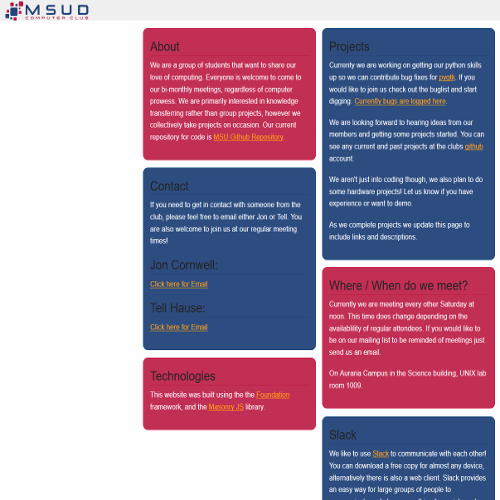 MSUD
COMPUTER CLUB
About
We are a group of students that want to share our
love of computing. Everyone is welcome to come to
our bi-monthly meetings, regardless of computer
prowess. We are primarily interested in knowledge
transferring rather than group projects, however we
collectively take projects on occasion. Our current
repository for code is MSU Github Repository.
Contact
If you need to get in contact with someone from the
club, please feel free to email either Jon or Tell. You
are also welcome to join us at our regular meeting
times!
Jon Cornwell:
Click here for Email
Tell Hause:
Click here for Email
Technologies
This website was built using the the Foundation
framework, and the Masonry JS library.
Projects
Currenty we are working on getting our python skills
up so we can contribute bug fixes for pygtk. If you
would like to join us check out the buglist and start
digging. Currently bugs are logged here.
We are looking forward to hearing ideas from our
members and getting some projects started. You can
see any current and past projects at the clubs github
account.
We aren't just into coding though, we also plan to do
some hardware projects! Let us know if you have
experience or want to demo.
As we complete projects we update this page to
include links and descriptions.
Where / When do we meet?
Currently we are meeting every other Saturday at
noon. This time does change depending on the
availability of regular attendees. If you would like to
be on our mailing list to be reminded of meetings just
send us an email.
On Auraria Campus in the Science building, UNIX lab
room 1009.
Slack
We like to use Slack to communicate with each other!
You can download a free copy for almost any device,
alternatively there is also a web client. Slack provides
an easy way for large groups of people to